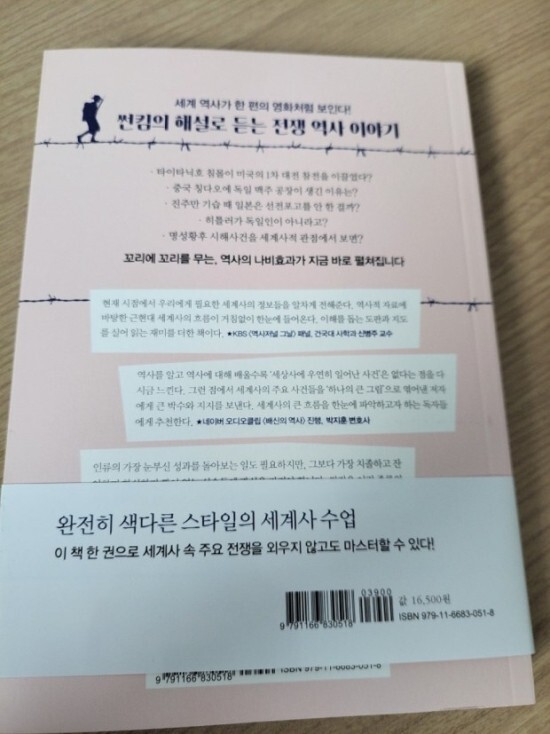 세계 역사가 한 편의 영화처럼 보인다!
썬킴의 해설로 듣는 전쟁 역사 이야기
· 타이타닉호 침몰이 미국의 1차 대전 참전을 이끌었다?
· 중국 칭다오에 독일 맥주 공장이 생긴 이유는?
· 진주만 기습 때 일본은 선전포고를 안 한 걸까?
· 히틀러가 독일인이 아니라고?
· 명성황후 시해사건을 세계사적 관점에서 보면?
꼬리에 꼬리를 무는, 역사의 나비효과가 지금 바로 펼쳐집니다
현재 시점에서 우리에게 필요한 세계사의 정보들을 알차게 전해준다. 역사적 자료에
바탕한 근현대 세계사의 흐름이 거침없이 한눈에 들어온다. 이해를 돕는 도판과 지도
를 실어 읽는 재미를 더한 책이다. ★KBS 〈역사저널 그날〉 패널, 건국대 사학과 신병주 교수
역사를 알고 역사에 대해 배울수록 '세상사에 우연히 일어난 사건'은 없다는 점을 다
시금 느낀다. 그런 점에서 세계사의 주요 사건들을 '하나의 큰 그림'으로 엮어낸 저자
에게 큰 박수와 지지를 보낸다. 세계사의 큰 흐름을 한눈에 파악하고자 하는 독자들
에게 추천한다. ★네이버 오디오클립 〈배신의 역사〉 진행, 박지훈 변호사
인류의 가장 눈부신 성과를 돌아보는 일도 필요하지만, 그보다 가장 치졸하고 잔
완전히 색다른 스타일의 세계사 수업
이 책 한 권으로 세계사 속 주요 전쟁을 외우지 않고도 마스터할 수 있다!
03900
값 16,500원
9 791166 830518
ISBN 979-11-6683-051-8
ISBN 979-11-6683-051-8
9 791166 830518